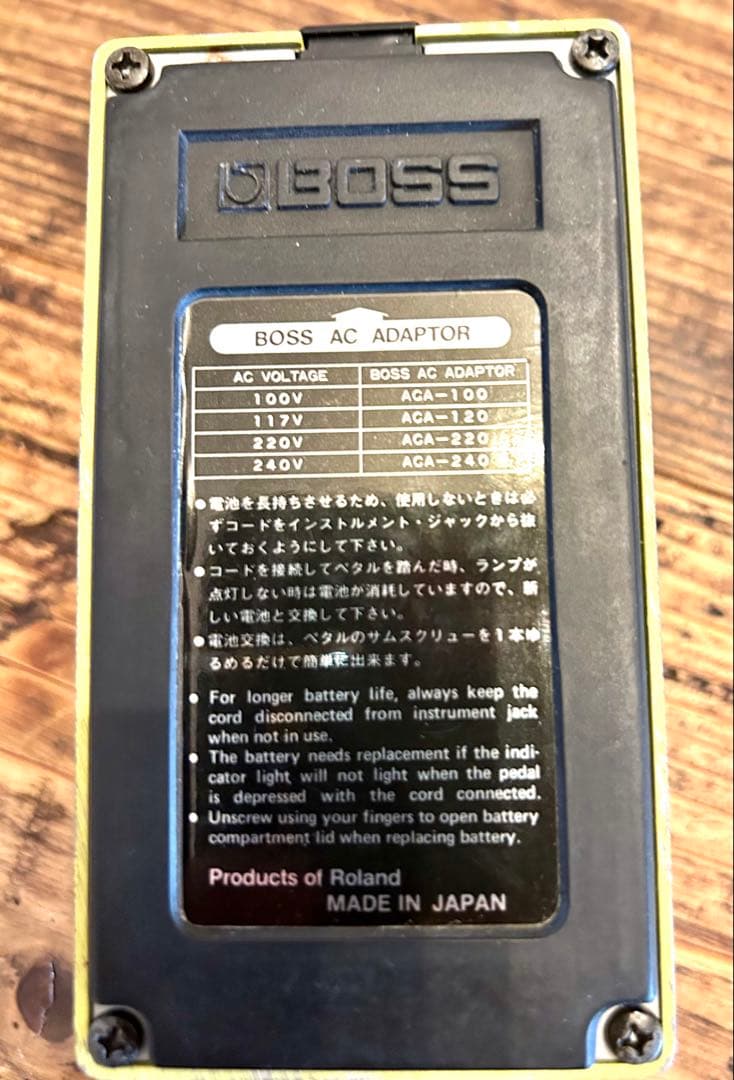 BOSS
BOSS AC ADAPTOR
AC VOLTAGE BOSS AC ADAPTOR
100V ACA-100
117V ACA-120
220V ACA-220
240V ACA-240
●電池を長持ちさせるため、使用しないときは必
ずコードをインストルメント・ジャックから抜
いておくようにして下さい。
●コードを接続してペタルを踏んだ時、ランプが
点灯しない時は電池が消耗していますので、新
しい電池と交換して下さい。
●電池交換は、ペタルのサムスクリューを1本ゆ
るめるだけで簡単に出来ます。
● For longer battery life, always keep the
cord disconnected from instrument jack
when not in use.
● The battery needs replacement if the indi-
cator light will not light when the pedal
is depressed with the cord connected.
● Unscrew using your fingers to open battery
compartment lid when replacing battery.
Products of Roland
MADE IN JAPAN